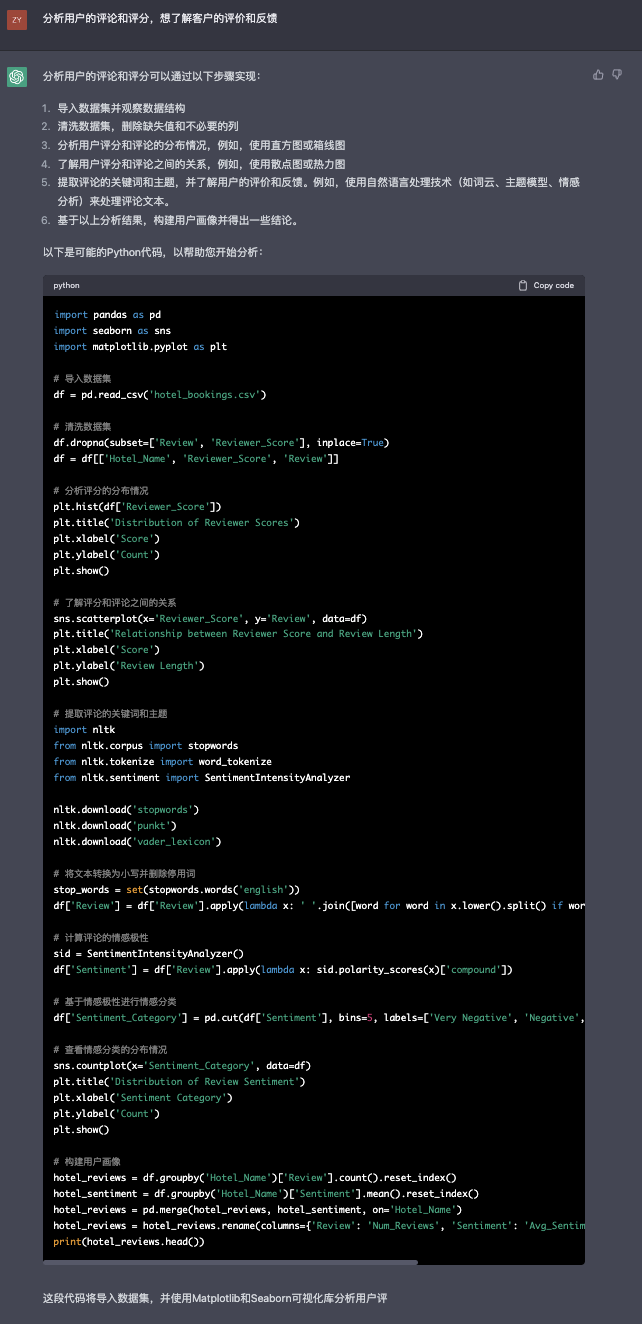 ZY
分析用户的评论和评分，想了解客户的评价和反馈
分析用户的评论和评分可以通过以下步骤实现：
1. 导入数据集并观察数据结构
2. 清洗数据集，删除缺失值和不必要的列
3. 分析用户评分和评论的分布情况，例如，使用直方图或箱线图
4. 了解用户评分和评论之间的关系，例如，使用散点图或热力图
5. 提取评论的关键词和主题，并了解用户的评价和反馈。例如，使用自然语言处理技术（如词云、主题模型、情感
分析）来处理评论文本。
6. 基于以上分析结果，构建用户画像并得出一些结论。
以下是可能的Python代码，以帮助您开始分析：
python Copy code
import pandas as pd
import seaborn as sns
import matplotlib.pyplot as plt
# 导入数据集
df = pd.read_csv('hotel_bookings.csv')
# 清洗数据集
df.dropna(subset=['Review', 'Reviewer_Score'], inplace=True)
df = df[['Hotel_Name', 'Reviewer_Score', 'Review']]
# 分析评分的分布情况
plt.hist(df['Reviewer_Score'])
plt.title('Distribution of Reviewer Scores')
plt.xlabel('Score')
plt.ylabel('Count')
plt.show()
# 了解评分和评论之间的关系
sns.scatterplot(x='Reviewer_Score', y='Review', data=df)
plt.title('Relationship between Reviewer Score and Review Length')
plt.xlabel('Score')
plt.ylabel('Review Length')
plt.show()
# 提取评论的关键词和主题
import nltk
from nltk.corpus import stopwords
from nltk.tokenize import word_tokenize
from nltk.sentiment import SentimentIntensityAnalyzer
nltk.download('stopwords')
nltk.download('punkt')
nltk.download('vader_lexicon')
# 将文本转换为小写并删除停用词
stop_words = set(stopwords.words('english'))
df['Review'] = df['Review'].apply(lambda x: ' '.join([word for word in x.lower().split() if wor
# 计算评论的情感极性
sid = SentimentIntensityAnalyzer()
df['Sentiment'] = df['Review'].apply(lambda x: sid.polarity_scores(x)['compound'])
# 基于情感极性进行情感分类
df['Sentiment_Category'] = pd.cut(df['Sentiment'], bins=5, labels=['Very Negative', 'Negative',
# 查看情感分类的分布情况
sns.countplot(x='Sentiment_Category', data=df)
plt.title('Distribution of Review Sentiment')
plt.xlabel('Sentiment Category')
plt.ylabel('Count')
plt.show()
# 构建用户画像
hotel_reviews = df.groupby('Hotel_Name')['Review'].count().reset_index()
hotel_sentiment = df.groupby('Hotel_Name')['Sentiment'].mean().reset_index()
hotel_reviews = pd.merge(hotel_reviews, hotel_sentiment, on='Hotel_Name')
hotel_reviews = hotel_reviews.rename(columns={'Review': 'Num_Reviews', 'Sentiment': 'Avg_Sentim
print(hotel_reviews.head())
这段代码将导入数据集，并使用Matplotlib和Seaborn可视化库分析用户评